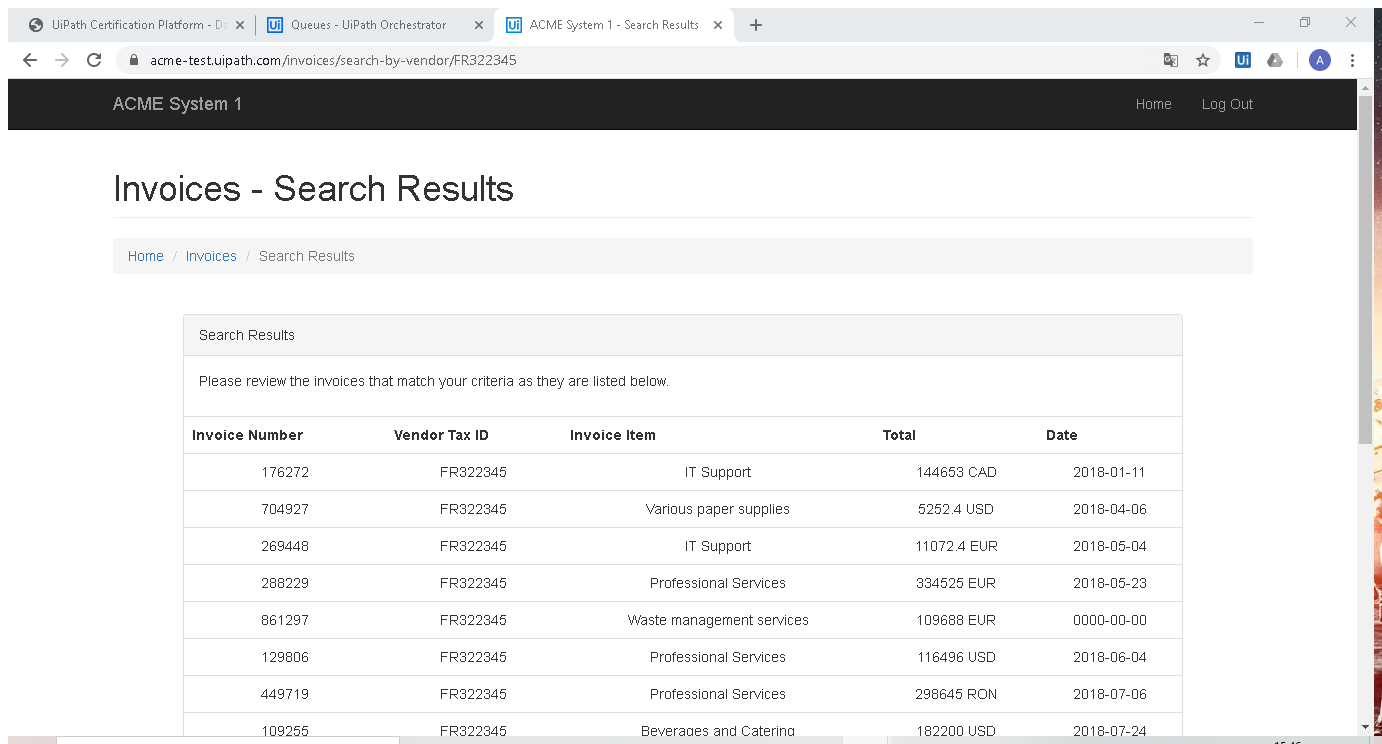 UiPath Certification Platform - Da
Queues - UiPath Orchestrator
ACME System 1 - Search Results
acme-test.uipath.com/invoices/search-by-vendor/FR322345
Ui
A
ACME System 1 Home Log Out
Invoices - Search Results
Home / Invoices / Search Results
Search Results
Please review the invoices that match your criteria as they are listed below.
Invoice Number Vendor Tax ID Invoice Item Total Date
176272 FR322345 IT Support 144653 CAD 2018-01-11
704927 FR322345 Various paper supplies 5252.4 USD 2018-04-06
269448 FR322345 IT Support 11072.4 EUR 2018-05-04
288229 FR322345 Professional Services 334525 EUR 2018-05-23
861297 FR322345 Waste management services 109688 EUR 0000-00-00
129806 FR322345 Professional Services 116496 USD 2018-06-04
449719 FR322345 Professional Services 298645 RON 2018-07-06
109255 FR322345 Beverages and Catering 182200 USD 2018-07-24